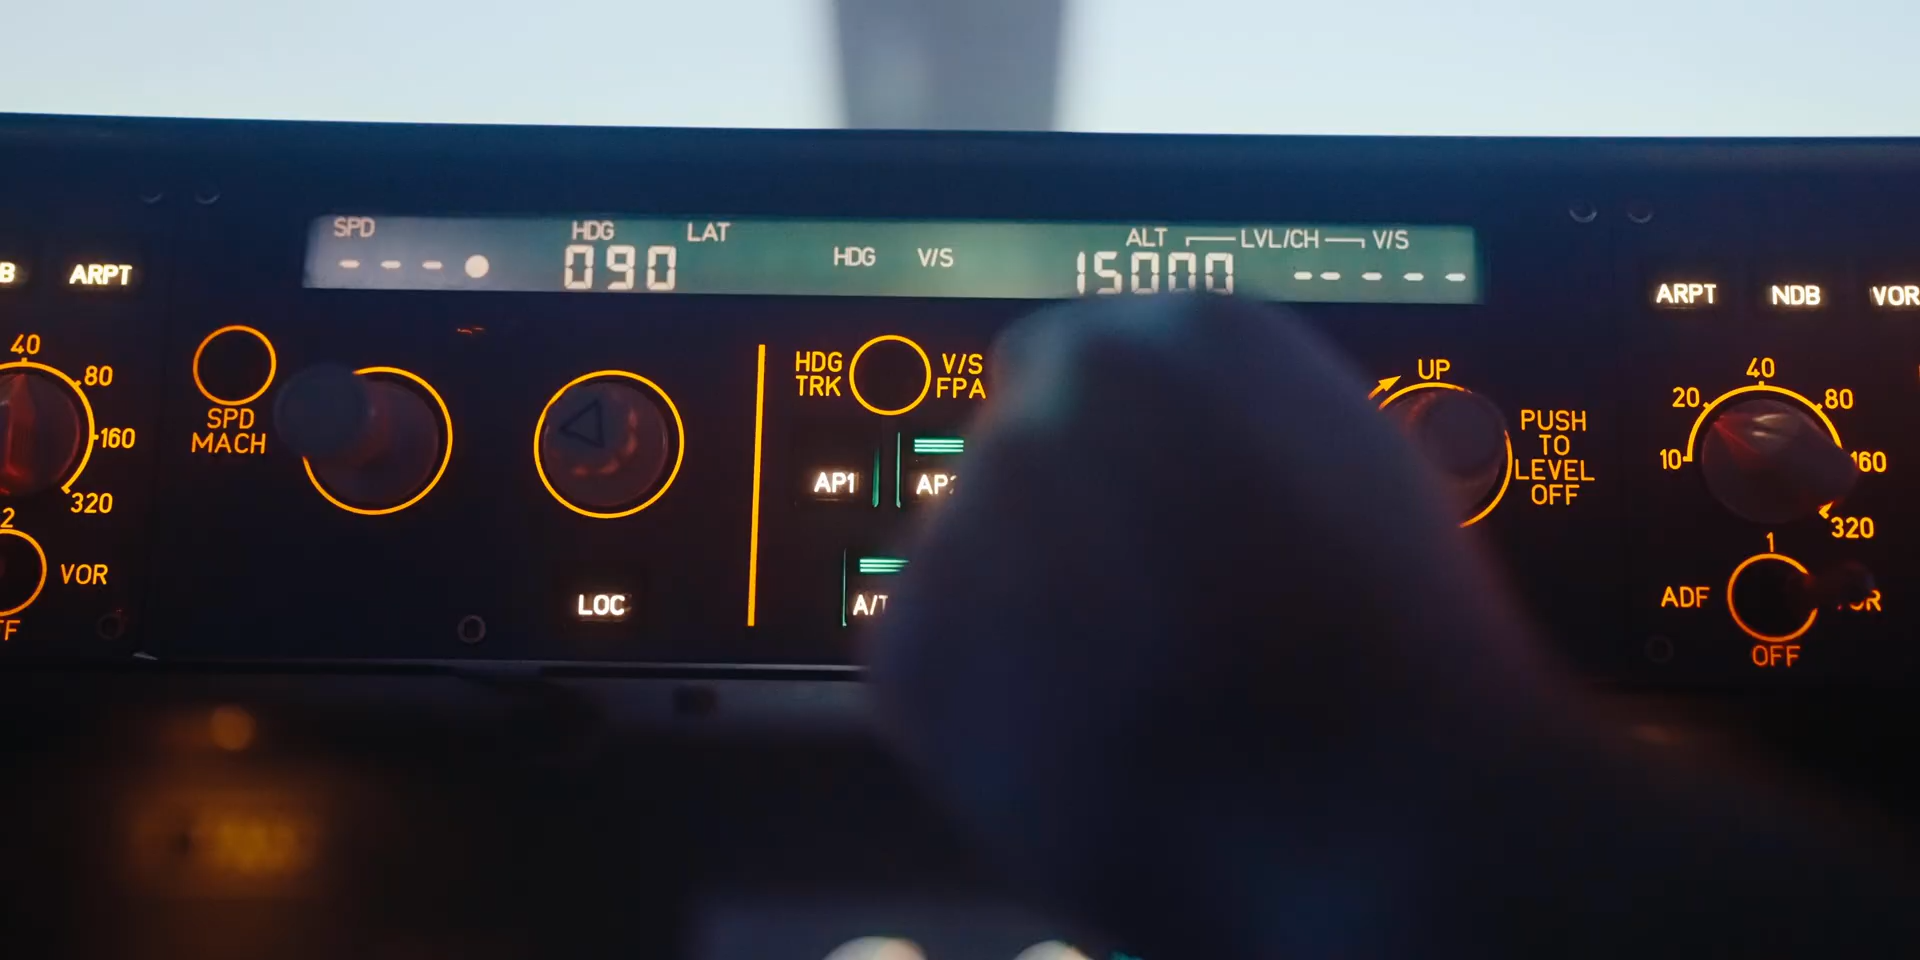 SPD
- - -
HDG
090
LAT
HDG V/S
ALT LVL/CH V/S
15000 - - - - -
B ARPT
40
80
160
320
2
VOR
SPD
MACH
LOC
HDG
TRK
V/S
FPA
AP1
A/T
UP
PUSH
TO
LEVEL
OFF
ARPT NDB VOR
10
20
40
80
160
320
1
ADF
OFF